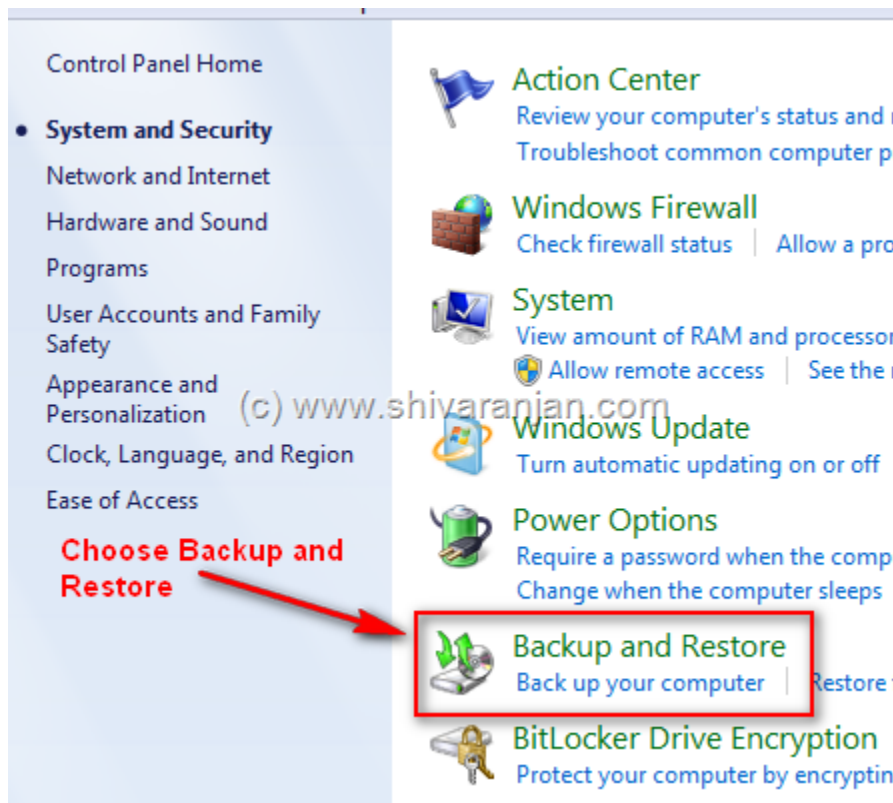 Control Panel Home
System and Security
Network and Internet
Hardware and Sound
Programs
User Accounts and Family
Safety
Appearance and
Personalization
Clock, Language, and Region
Ease of Access
Choose Backup and
Restore
(c) www.shivaranjan.com
Action Center
Review your computer's status and
Troubleshoot common computer p
Windows Firewall
Check firewall status Allow a pro
System
View amount of RAM and processor
Allow remote access See the
Windows Update
Turn automatic updating on or off
Power Options
Require a password when the comp
Change when the computer sleeps
Backup and Restore
Back up your computer Restore
BitLocker Drive Encryption
Protect your computer by encryptin